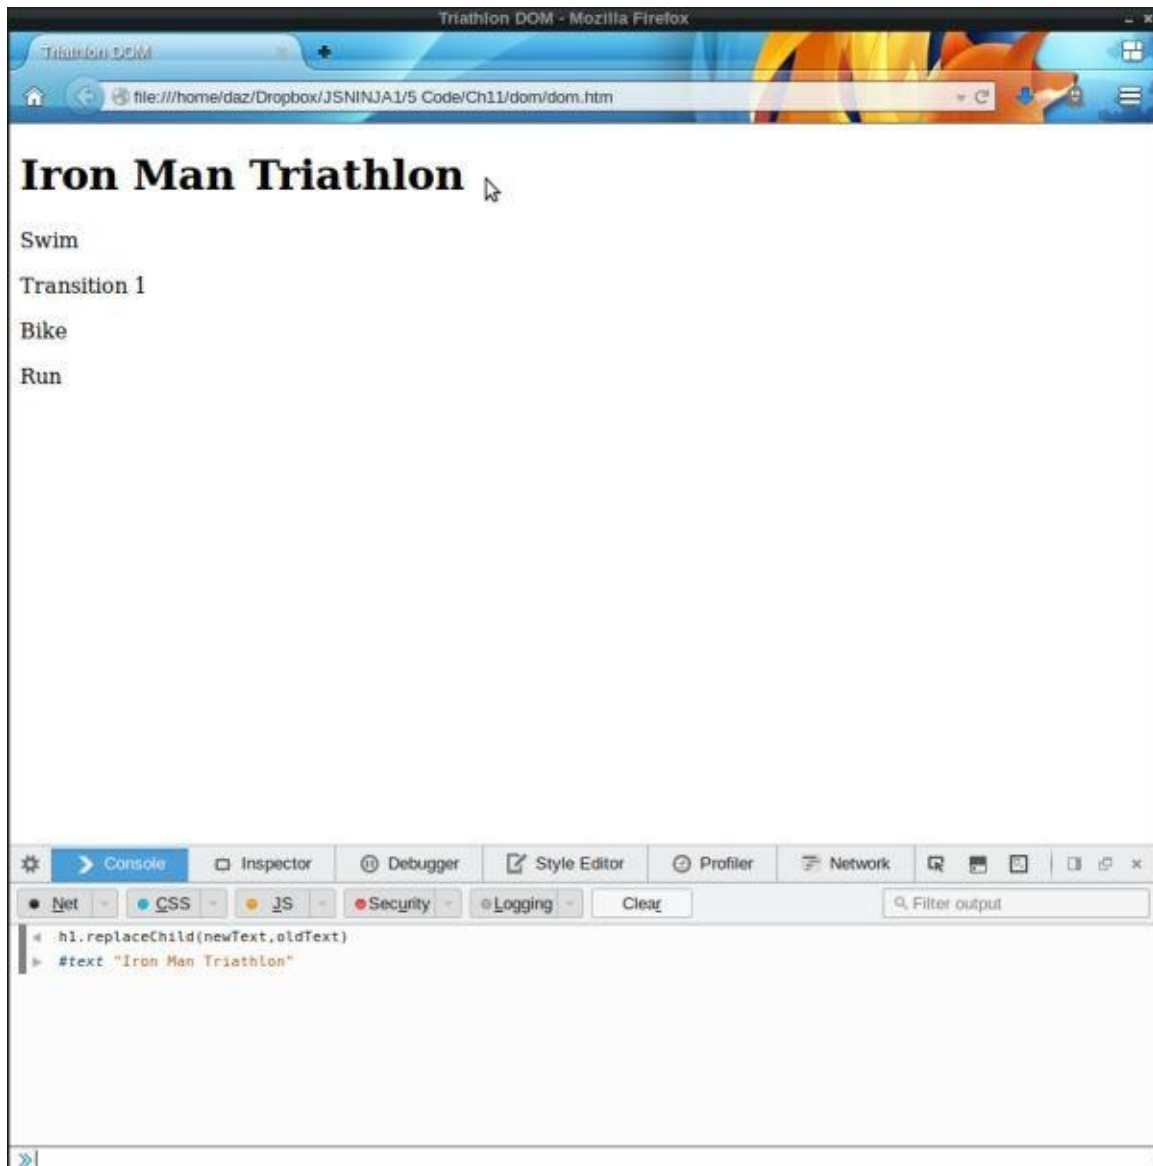 Triathlon DOM - Mozilla Firefox
Triathlon DOM
file:///home/daz/Dropbox/JSNINJA1/5 Code/Ch11/dom/dom.htm
Iron Man Triathlon
Swim
Transition 1
Bike
Run
Console Inspector Debugger Style Editor Profiler Network
Net CSS JS Security Logging Clear Filter output
h1.replaceChild(newText,oldText)
#text "Iron Man Triathlon"